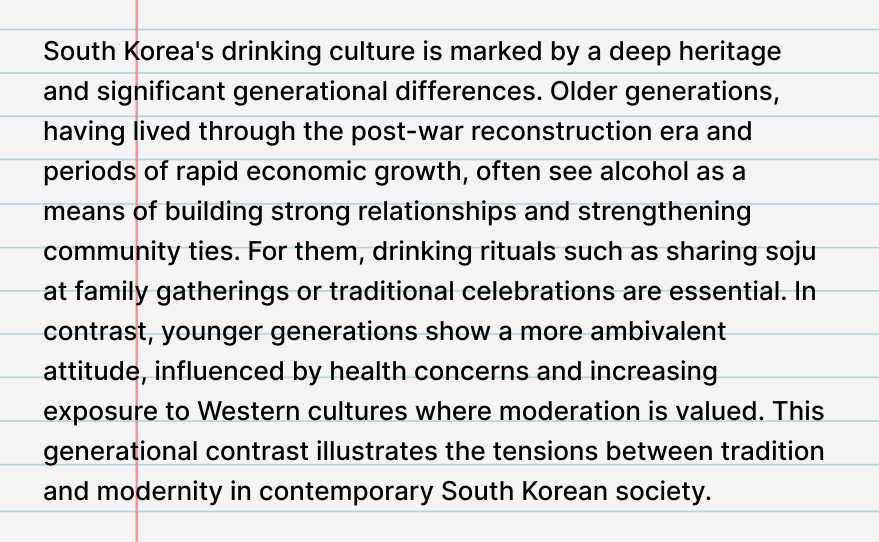 South Korea's drinking culture is marked by a deep heritage
and significant generational differences. Older generations,
having lived through the post-war reconstruction era and
periods of rapid economic growth, often see alcohol as a
means of building strong relationships and strengthening
community ties. For them, drinking rituals such as sharing soju
at family gatherings or traditional celebrations are essential. In
contrast, younger generations show a more ambivalent
attitude, influenced by health concerns and increasing
exposure to Western cultures where moderation is valued. This
generational contrast illustrates the tensions between tradition
and modernity in contemporary South Korean society.